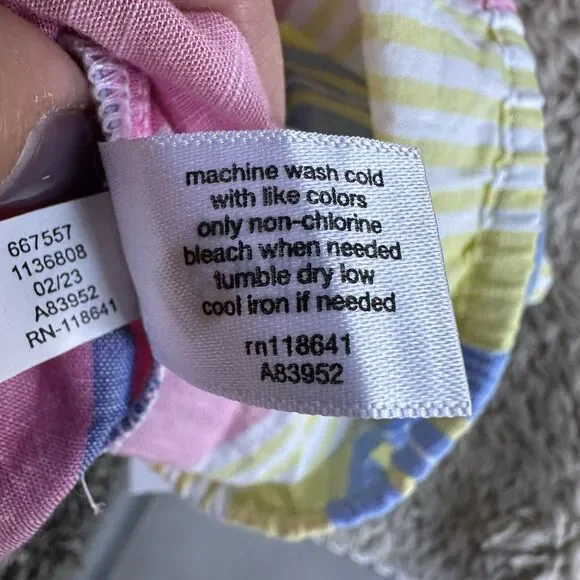 667557
1136808
02/23
A83952
RN-118641
machine wash cold
with like colors
only non-chlorine
bleach when needed
tumble dry low
cool iron if needed
rn118641
A83952